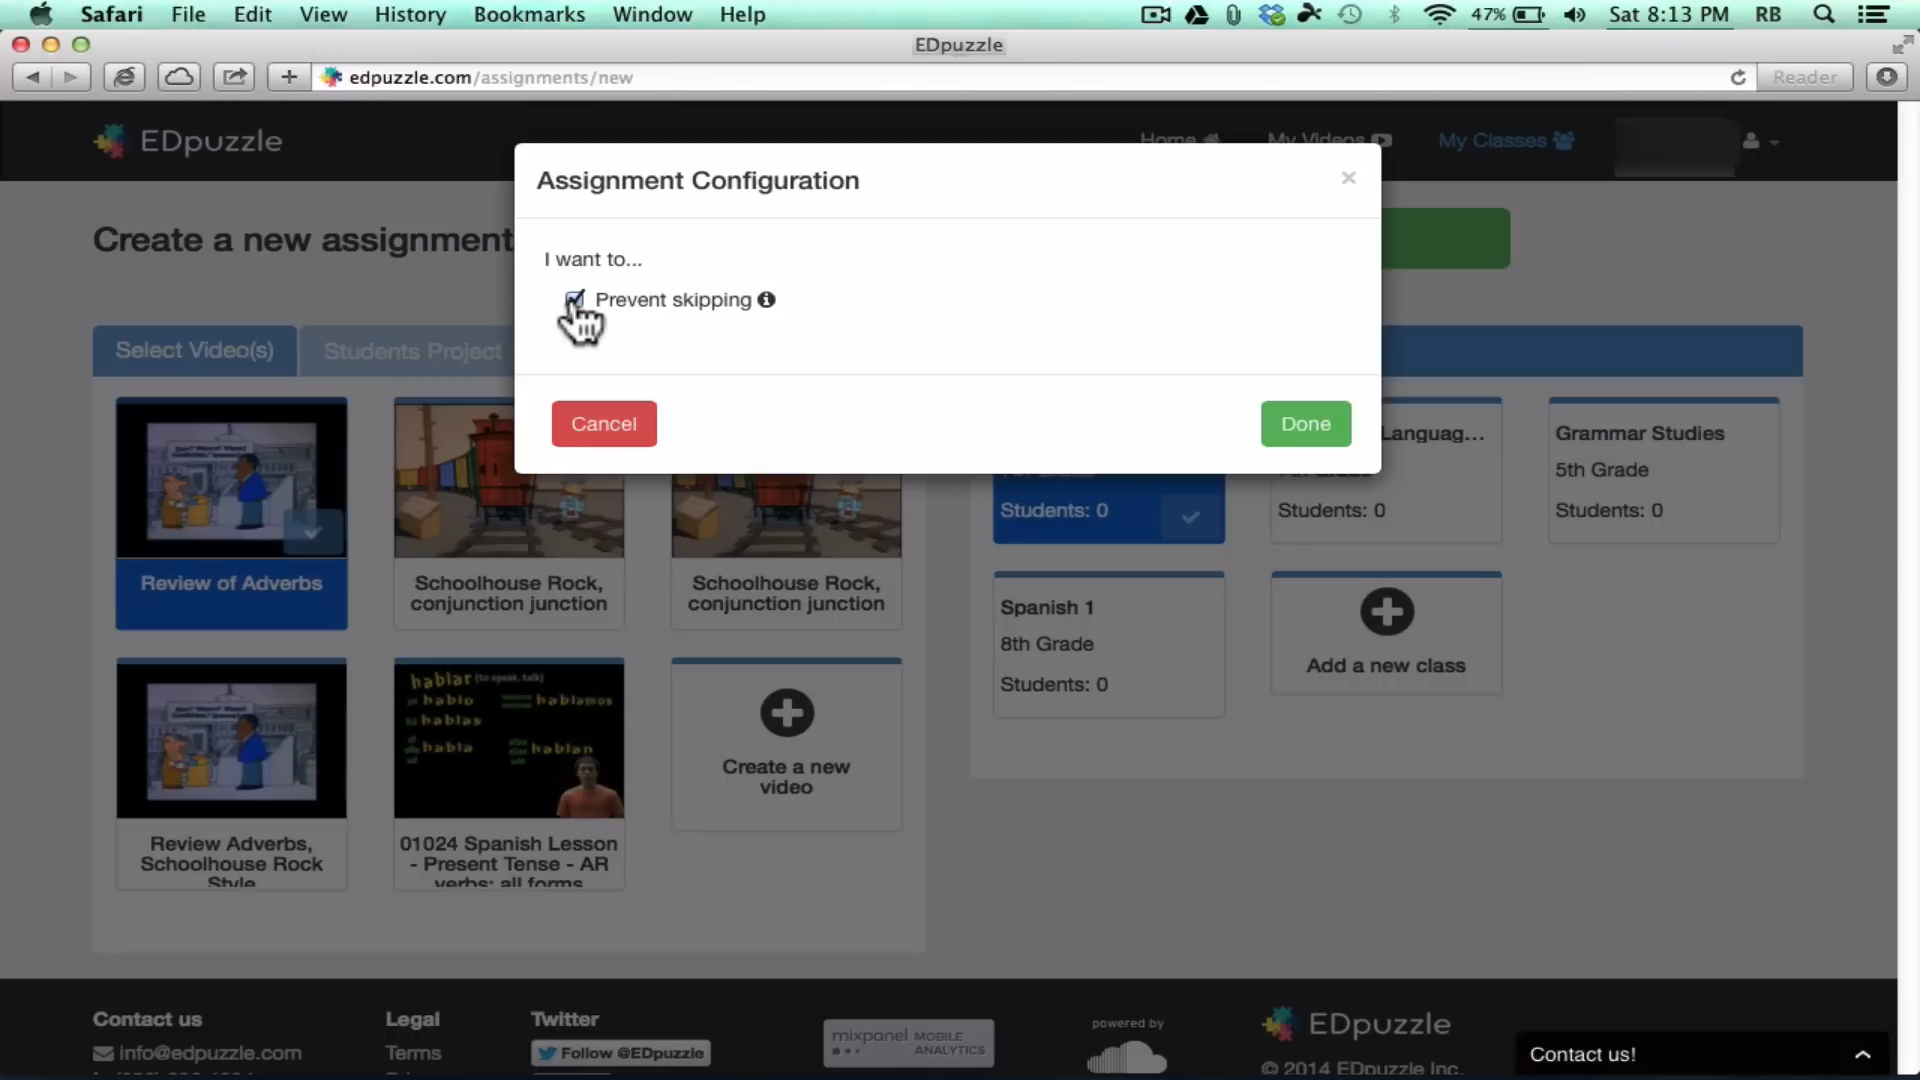 Safari File Edit View History Bookmarks Window Help 47% Sat 8:13 PM RB
EDpuzzle
edpuzzle.com/assignments/new Reader
EDpuzzle Home My Videos My Classes
Assignment Configuration ×
Create a new assignment
I want to...
Prevent skipping
Select Video(s) Students Project
Cancel Done
Languag...
Students: 0
Students: 0
Grammar Studies
5th Grade
Students: 0
Review of Adverbs
Schoolhouse Rock,
conjunction junction
Schoolhouse Rock,
conjunction junction
Spanish 1
8th Grade
Students: 0
Add a new class
hablar (to speak, talk)
hablo hablamos
hablas
habla hablan
Create a new
video
Review Adverbs,
Schoolhouse Rock
Style
01024 Spanish Lesson
- Present Tense - AR
verbs: all forms
Contact us
info@edpuzzle.com
Legal
Terms
Twitter
Follow @EDpuzzle
mixpanel MOBILE
ANALYTICS
powered by
EDpuzzle
© 2014 EDpuzzle Inc.
Contact us!